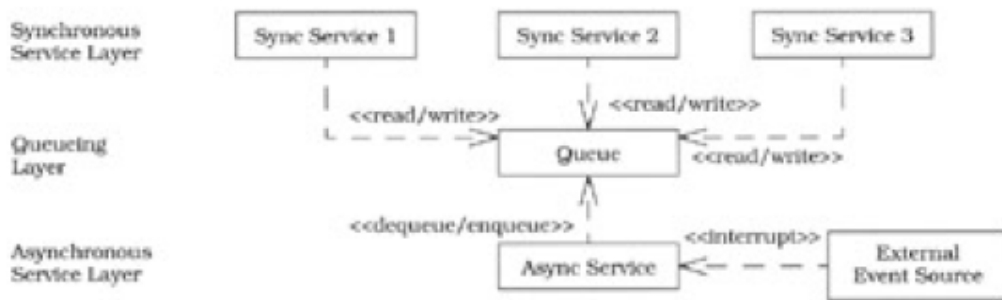 Synchronous
Service Layer
Sync Service 1
Sync Service 2
Sync Service 3
<<read/write>>
<<read/write>>
Queueing
Layer
Queue
<<read/write>>
<<dequeue/enqueue>>
<<interrupt>>
Asynchronous
Service Layer
Async Service
External
Event Source